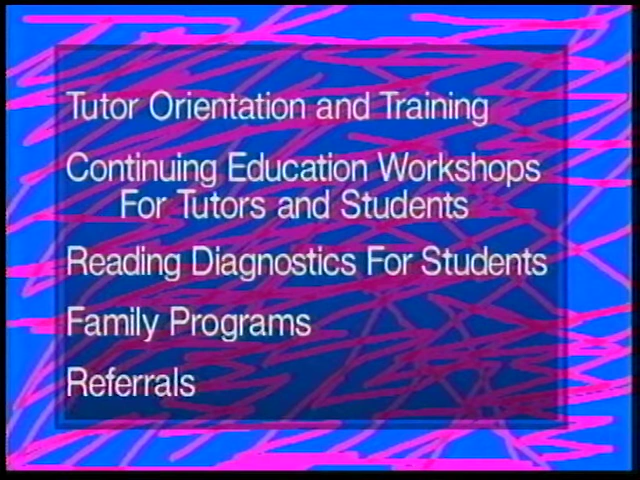 Tutor Orientation and Training
Continuing Education Workshops
For Tutors and Students
Reading Diagnostics For Students
Family Programs
Referrals